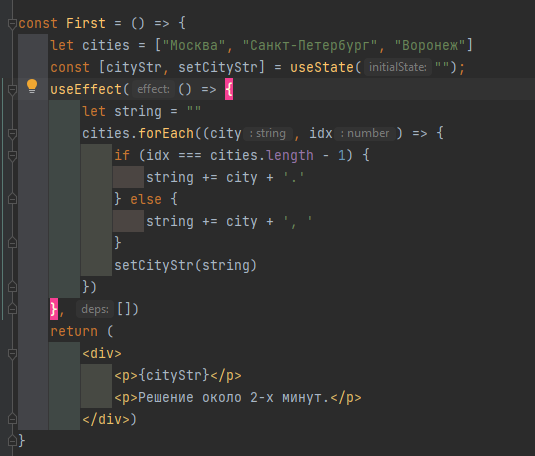 const First = () => {
let cities = ["Москва", "Санкт-Петербург", "Воронеж"]
const [cityStr, setCityStr] = useState( initialState: "");
useEffect( effect: () => {
let string = ""
cities.forEach((city : string , idx : number ) => {
if (idx === cities.length - 1) {
string += city + '.'
} else {
string += city + ', '
}
setCityStr(string)
})
}, deps: [])
return (
<div>
<p>{cityStr}</p>
<p>Решение около 2-х минут.</p>
</div>)
}